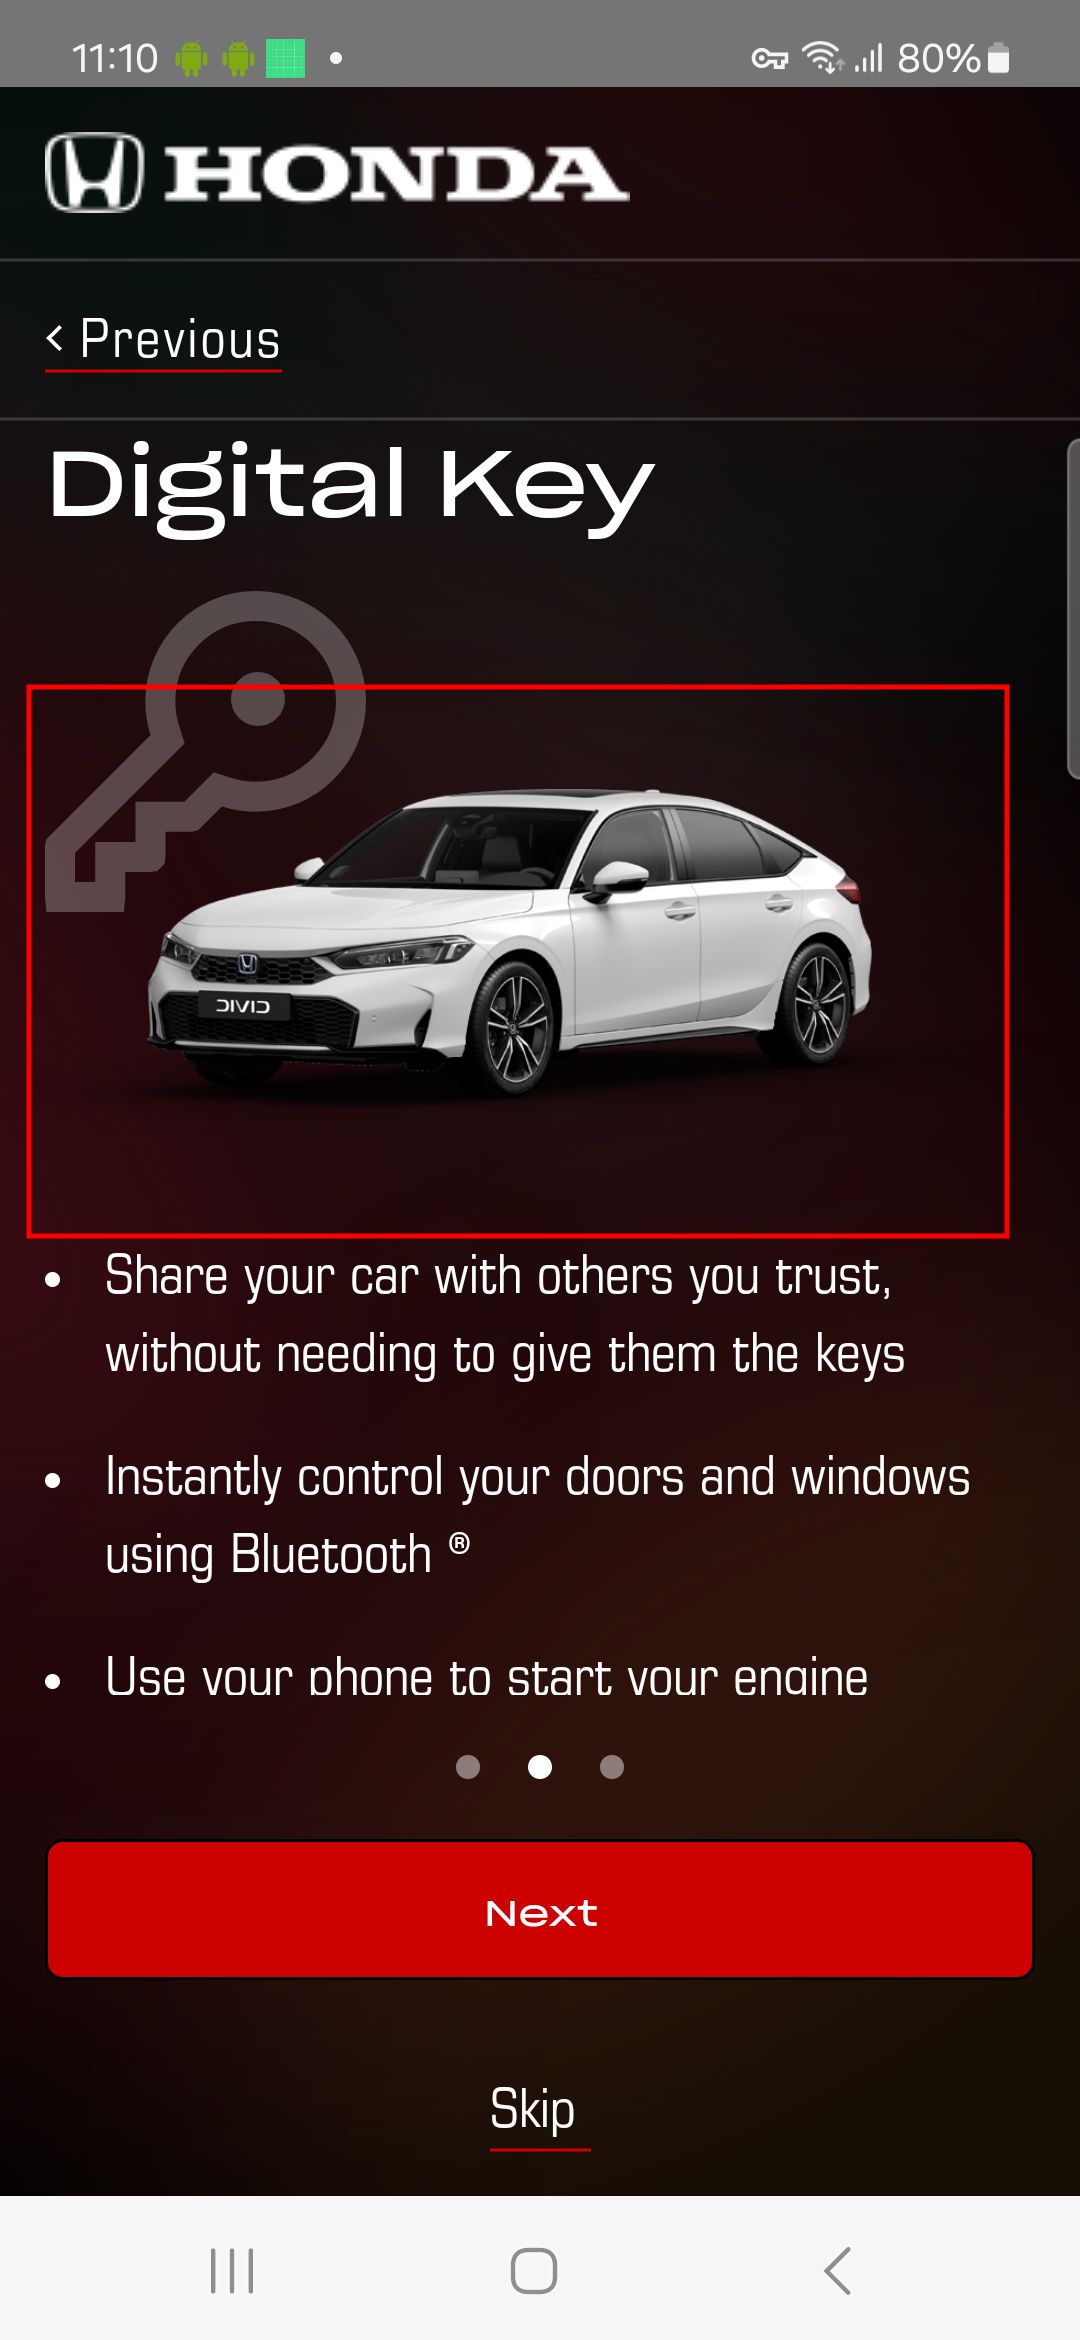 11:10
80%
HONDA
Previous
Digital Key
Share your car with others you trust,
without needing to give them the keys
Instantly control your doors and windows
using Bluetooth ®
Use your phone to start your engine
Next
Skip